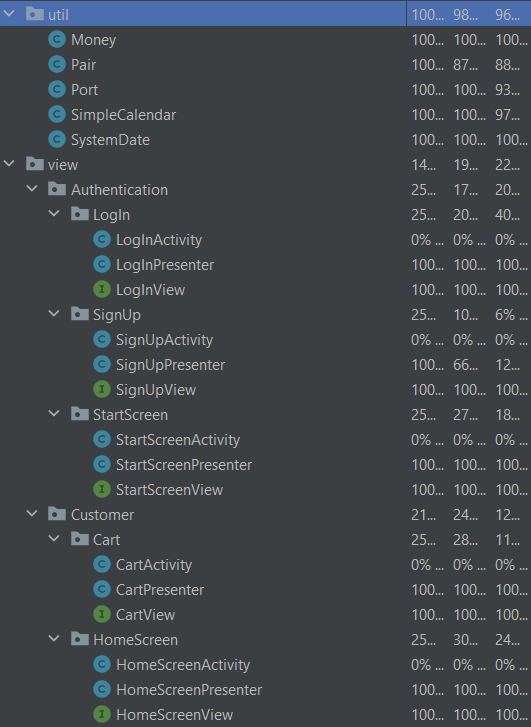 util 100... 98... 96...
Money 100... 100... 100...
Pair 100... 87... 88...
Port 100... 100... 93...
SimpleCalendar 100... 100... 97...
SystemDate 100... 100... 100...
view 14... 19... 22...
Authentication 25... 17... 20...
LogIn 25... 20... 40...
LogInActivity 0% ... 0% ... 0% ...
LogInPresenter 100... 100... 100...
LogInView 100... 100... 100...
SignUp 25... 10... 6% ...
SignUpActivity 0% ... 0% ... 0% ...
SignUpPresenter 100... 66... 12...
SignUpView 100... 100... 100...
StartScreen 25... 27... 18...
StartScreenActivity 0% ... 0% ... 0% ...
StartScreenPresenter 100... 100... 100...
StartScreenView 100... 100... 100...
Customer 21... 24... 12...
Cart 25... 28... 11...
CartActivity 0% ... 0% ... 0% ...
CartPresenter 100... 100... 100...
CartView 100... 100... 100...
HomeScreen 25... 30... 24...
HomeScreenActivity 0% ... 0% ... 0% ...
HomeScreenPresenter 100... 100... 100...
HomeScreenView 100... 100... 100...